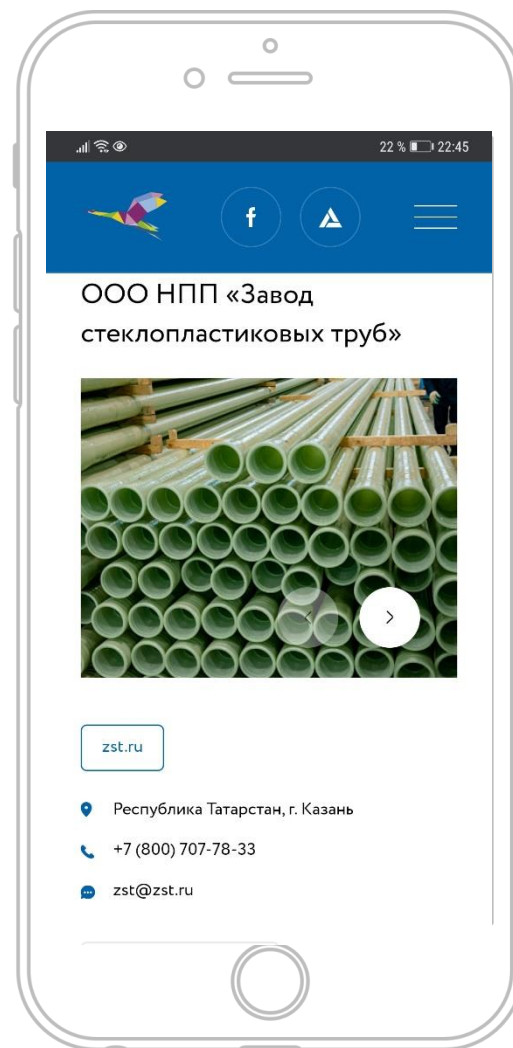 22 % 22:45
f
ООО НПП «Завод
стеклопластиковых труб»
zst.ru
Республика Татарстан, г. Казань
+7 (800) 707-78-33
zst@zst.ru